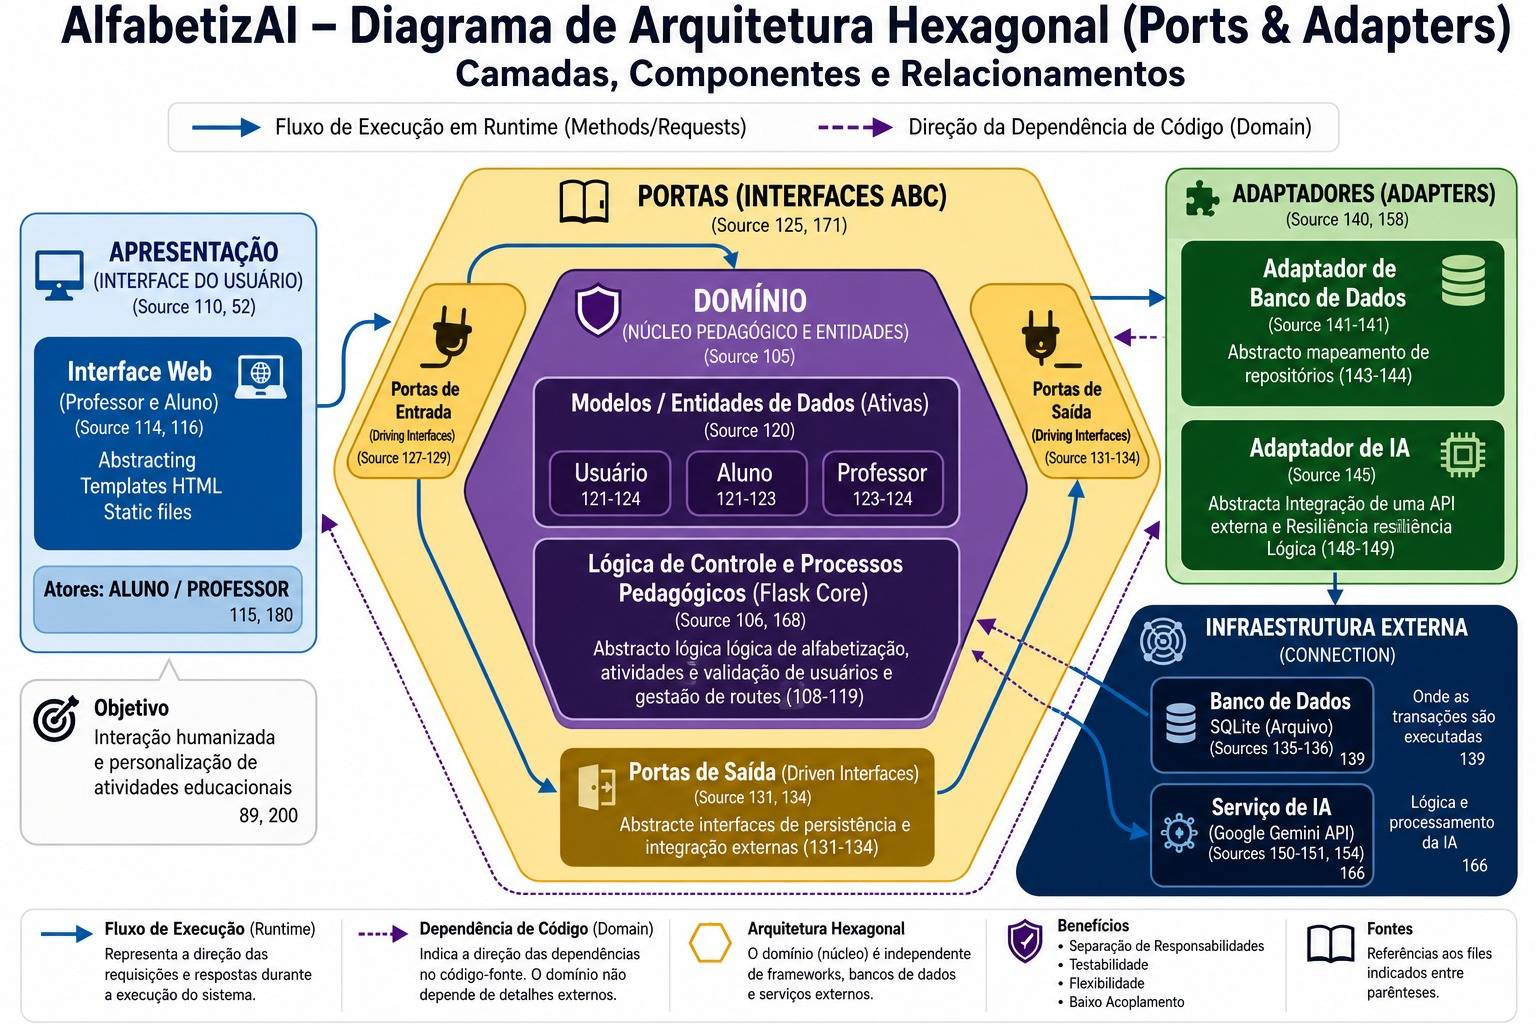 AlfabetizAI – Diagrama de Arquitetura Hexagonal (Ports & Adapters)
Camadas, Componentes e Relacionamentos
Fluxo de Execução em Runtime (Methods/Requests)
Direção da Dependência de Código (Domain)
APRESENTAÇÃO
(INTERFACE DO USUÁRIO)
(Source 110, 52)
Interface Web
(Professor e Aluno)
(Source 114, 116)
Abstracting
Templates HTML
Static files
Atores: ALUNO / PROFESSOR
115, 180
Objetivo
Interação humanizada
e personalização de
atividades educacionais
89, 200
PORTAS (INTERFACES ABC)
(Source 125, 171)
Portas de
Entrada
(Driving Interfaces)
(Source 127-129)
DOMÍNIO
(NÚCLEO PEDAGÓGICO E ENTIDADES)
(Source 105)
Modelos / Entidades de Dados (Ativas)
(Source 120)
Usuário
121-124
Aluno
121-123
Professor
123-124
Lógica de Controle e Processos
Pedagógicos (Flask Core)
(Source 106, 168)
Abstracto lógica lógica de alfabetização,
atividades e validação de usuários e
gestaão de routes (108-119)
Portas de
Saída
(Driving Interfaces)
(Source 131-134)
Portas de Saída (Driven Interfaces)
(Source 131, 134)
Abstracte interfaces de persistência e
integração externas (131-134)
ADAPTADORES (ADAPTERS)
(Source 140, 158)
Adaptador de
Banco de Dados
(Source 141-141)
Abstracto mapeamento de
repositórios (143-144)
Adaptador de IA
(Source 145)
Abstracta Integração de uma API
externa e Resiliência
Lógica (148-149)
INFRAESTRUTURA EXTERNA
(CONNECTION)
Banco de Dados
SQLite (Arquivo)
(Sources 135-136)
139
Onde as
transações são
executadas
139
Serviço de IA
(Google Gemini API)
(Sources 150-151, 154)
166
Lógica e
processamento
da IA
166
Fluxo de Execução (Runtime)
Representa a direção das
requisições e respostas durante
a execução do sistema.
Dependência de Código (Domain)
Indica a direção das dependências
no código-fonte. O domínio não
depende de detalhes externos.
Arquitetura Hexagonal
O domínio (núcleo) é independente
de frameworks, bancos de dados
e serviços externos.
Benefícios
• Separação de Responsabilidades
• Testabilidade
• Flexibilidade
• Baixo Acoplamento
Fontes
Referências aos files
indicados entre
parênteses.